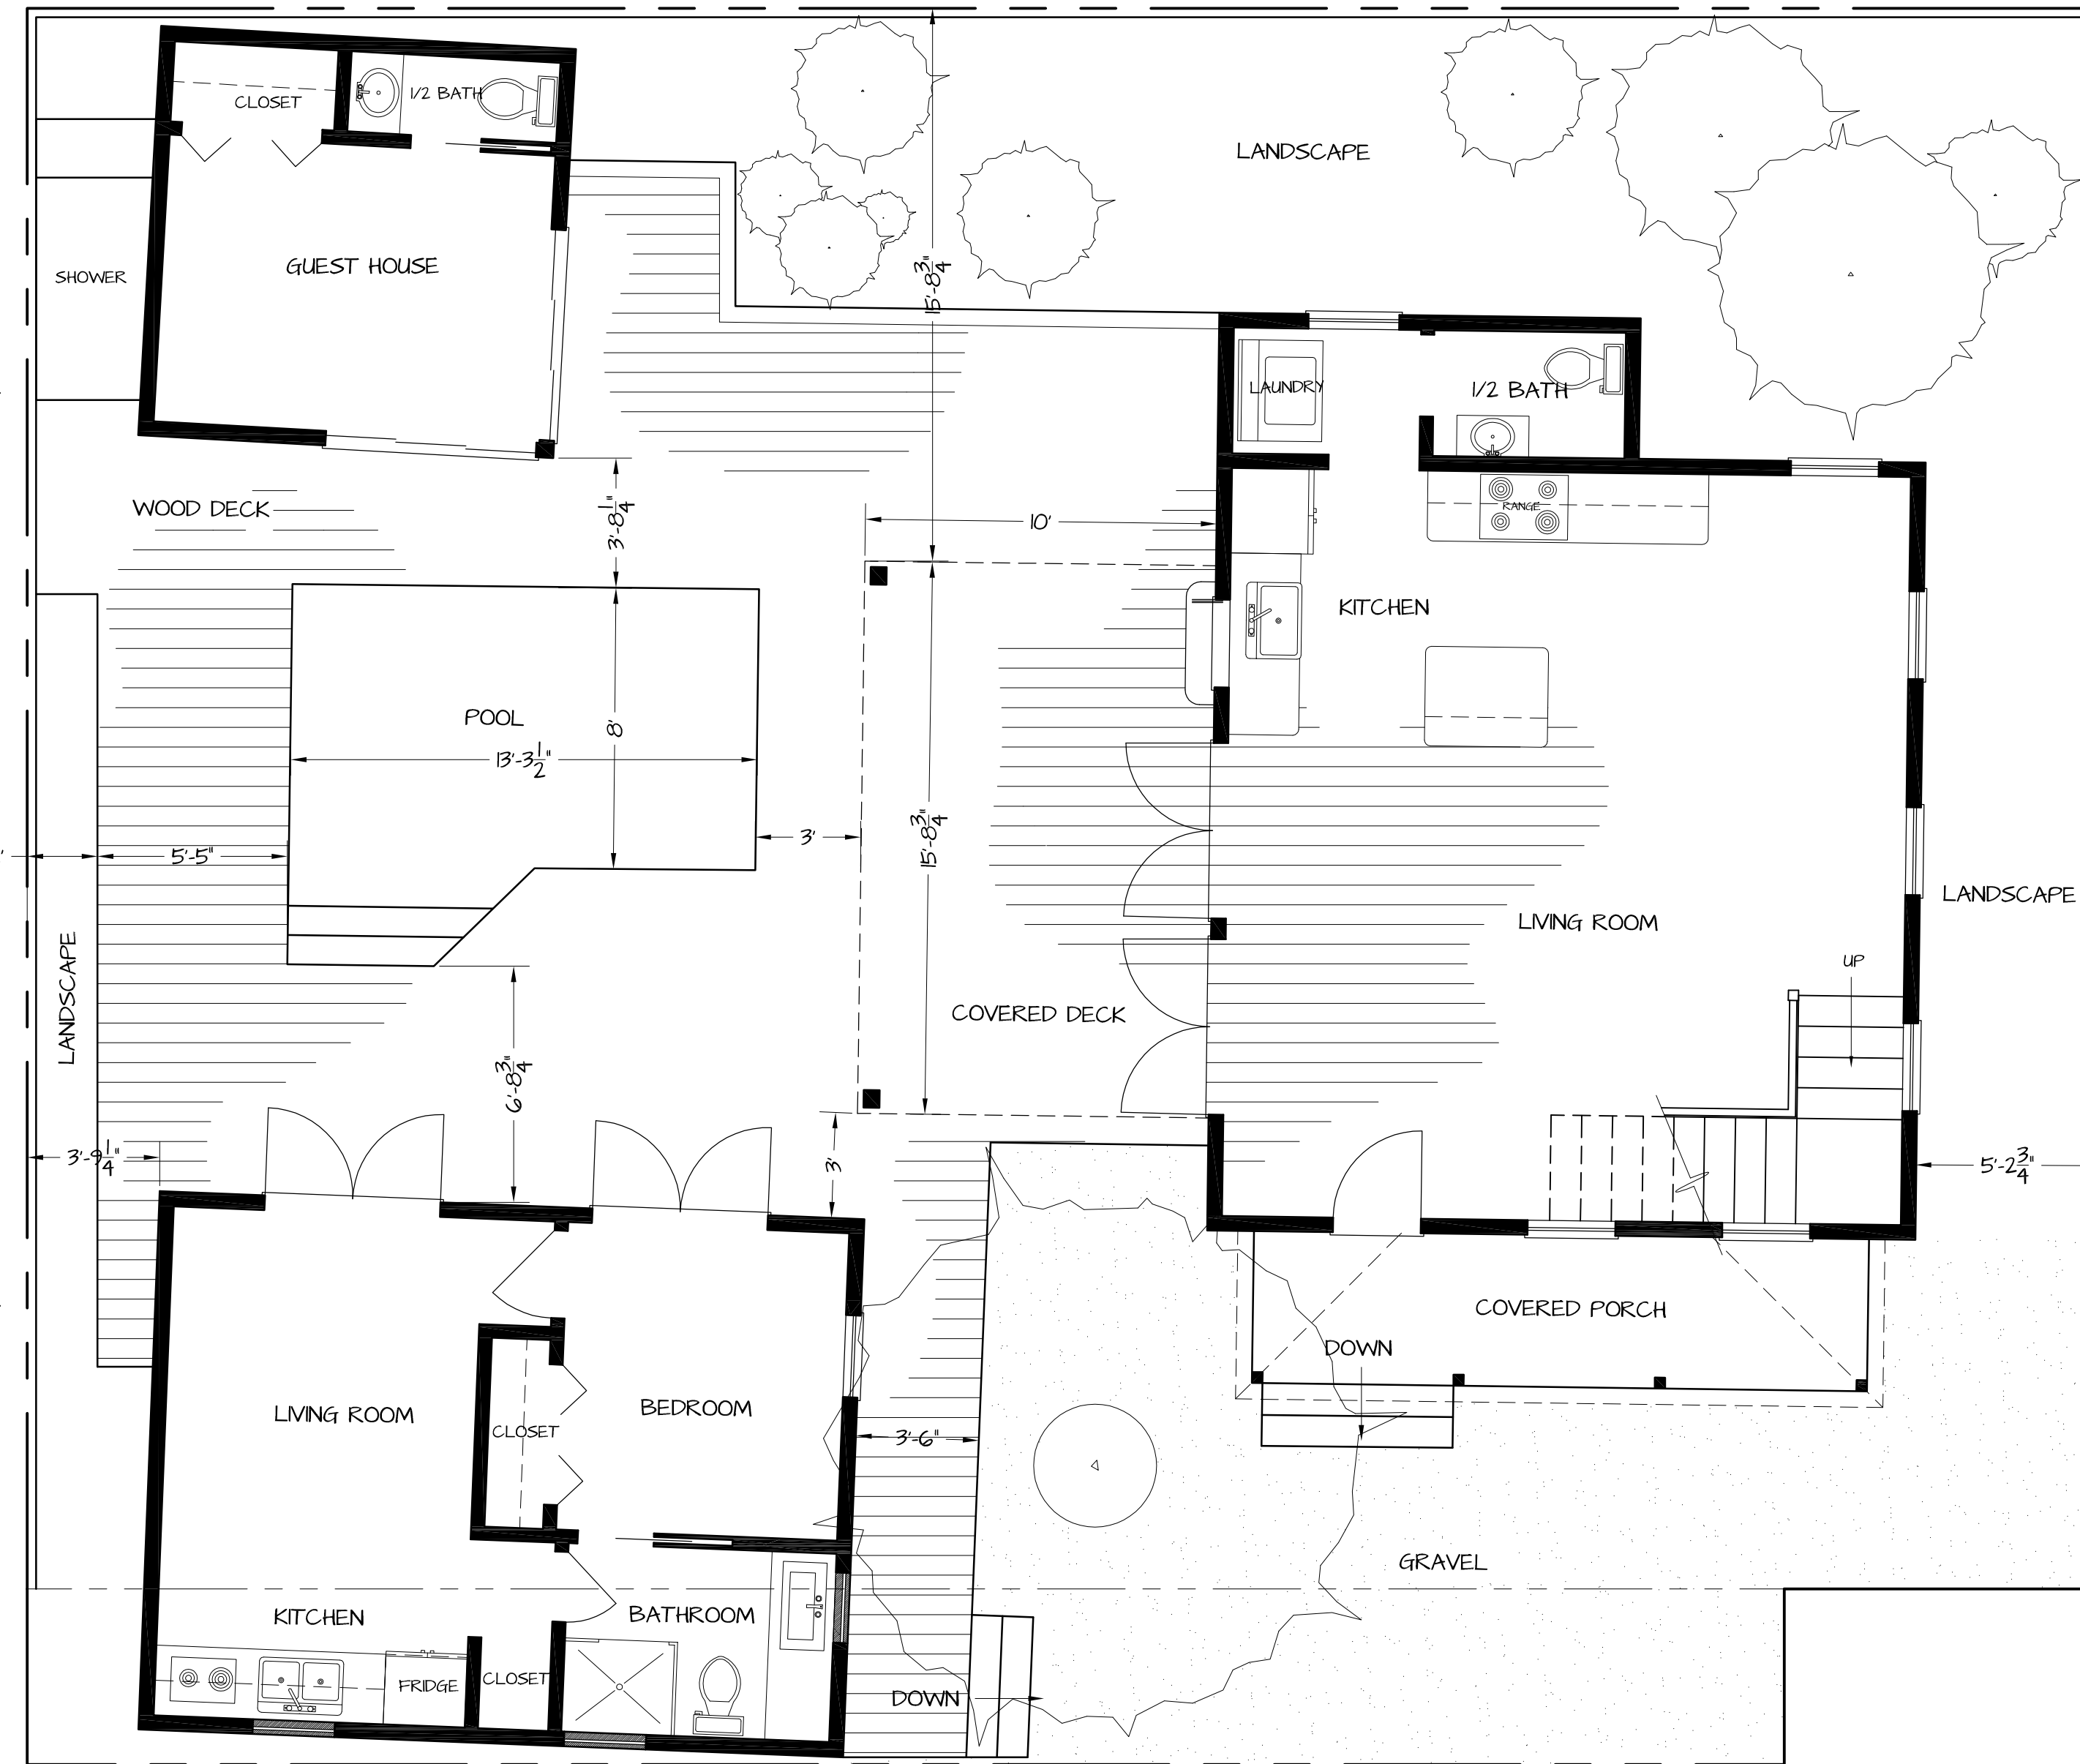 CLOSET
1/2 BATH
LANDSCAPE
GUEST HOUSE
SHOWER
15'-8 3/4"
LAUNDRY
1/2 BATH
WOOD DECK
3'-8 1/4"
10'
RANGE
KITCHEN
POOL
8'
13'-3 1/2"
3'
15'-8 3/4"
5'-5"
LANDSCAPE
LIVING ROOM
UP
LANDSCAPE
COVERED DECK
6'-8 3/4"
3'-9 1/4"
3'
5'-2 3/4"
COVERED PORCH
DOWN
LIVING ROOM
BEDROOM
CLOSET
3'-6"
GRAVEL
KITCHEN
BATHROOM
FRIDGE
CLOSET
DOWN